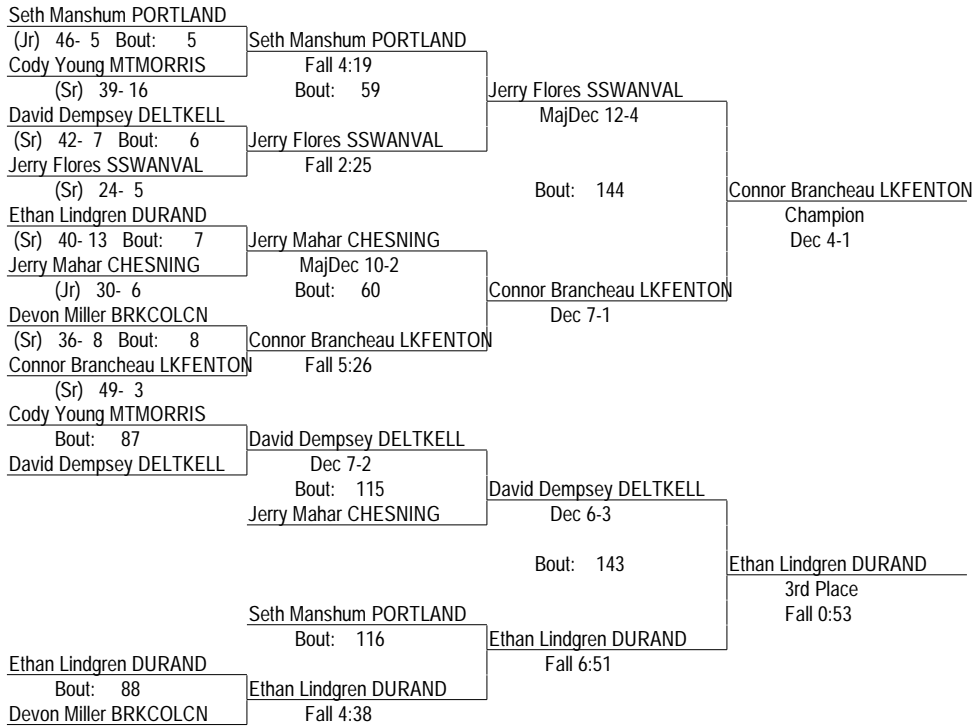 Seth Manshum PORTLAND
(Jr) 46- 5 Bout: 5 Seth Manshum PORTLAND
Cody Young MTMORRIS Fall 4:19
(Sr) 39- 16 Bout: 59 Jerry Flores SSWANVAL
David Dempsey DELTKELL MajDec 12-4
(Sr) 42- 7 Bout: 6 Jerry Flores SSWANVAL
Jerry Flores SSWANVAL Fall 2:25
(Sr) 24- 5 Bout: 144 Connor Brancheau LKFENTON
Ethan Lindgren DURAND Champion
(Sr) 40- 13 Bout: 7 Jerry Mahar CHESNING Dec 4-1
Jerry Mahar CHESNING MajDec 10-2
(Jr) 30- 6 Bout: 60 Connor Brancheau LKFENTON
Devon Miller BRKCOLCN Dec 7-1
(Sr) 36- 8 Bout: 8 Connor Brancheau LKFENTON
Connor Brancheau LKFENTON Fall 5:26
(Sr) 49- 3
Cody Young MTMORRIS
Bout: 87 David Dempsey DELTKELL
David Dempsey DELTKELL Dec 7-2
Bout: 115 David Dempsey DELTKELL
Jerry Mahar CHESNING Dec 6-3
Bout: 143 Ethan Lindgren DURAND
3rd Place
Seth Manshum PORTLAND Fall 0:53
Bout: 116 Ethan Lindgren DURAND
Ethan Lindgren DURAND Fall 6:51
Bout: 88 Ethan Lindgren DURAND
Devon Miller BRKCOLCN Fall 4:38